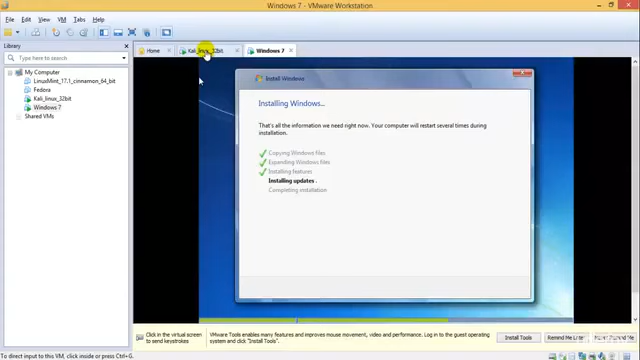 Windows 7 - VMware Workstation
File Edit View VM Tabs Help
Library
Type here to search
My Computer
LinuxMint_17.1_cinnamon_64_bit
Fedora
Kali_linux_32bit
Windows 7
Shared VMs
Home
Kali_linux_32bit
Windows 7
Install Windows
Installing Windows...
That's all the information we need right now. Your computer will restart several times during
installation.
Copying Windows files
Expanding Windows files
Installing features
Installing updates .
Completing installation
Click in the virtual screen
to send keystrokes
VMware Tools enables many features and improves mouse movement, video and performance. Log in to the guest operating
system and click "Install Tools".
Install Tools
Remind Me Later
Never Remind Me
To direct input to this VM, click inside or press Ctrl+G.